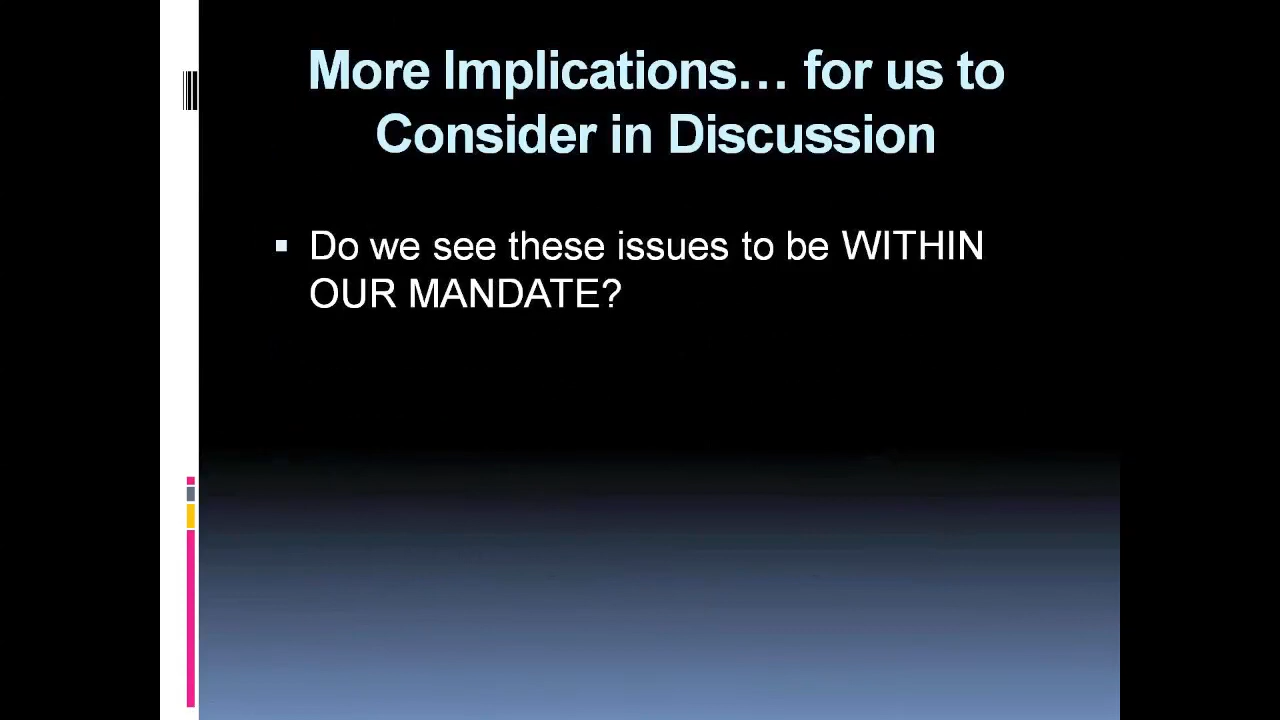 More Implications… for us to
Consider in Discussion
▪ Do we see these issues to be WITHIN
OUR MANDATE?